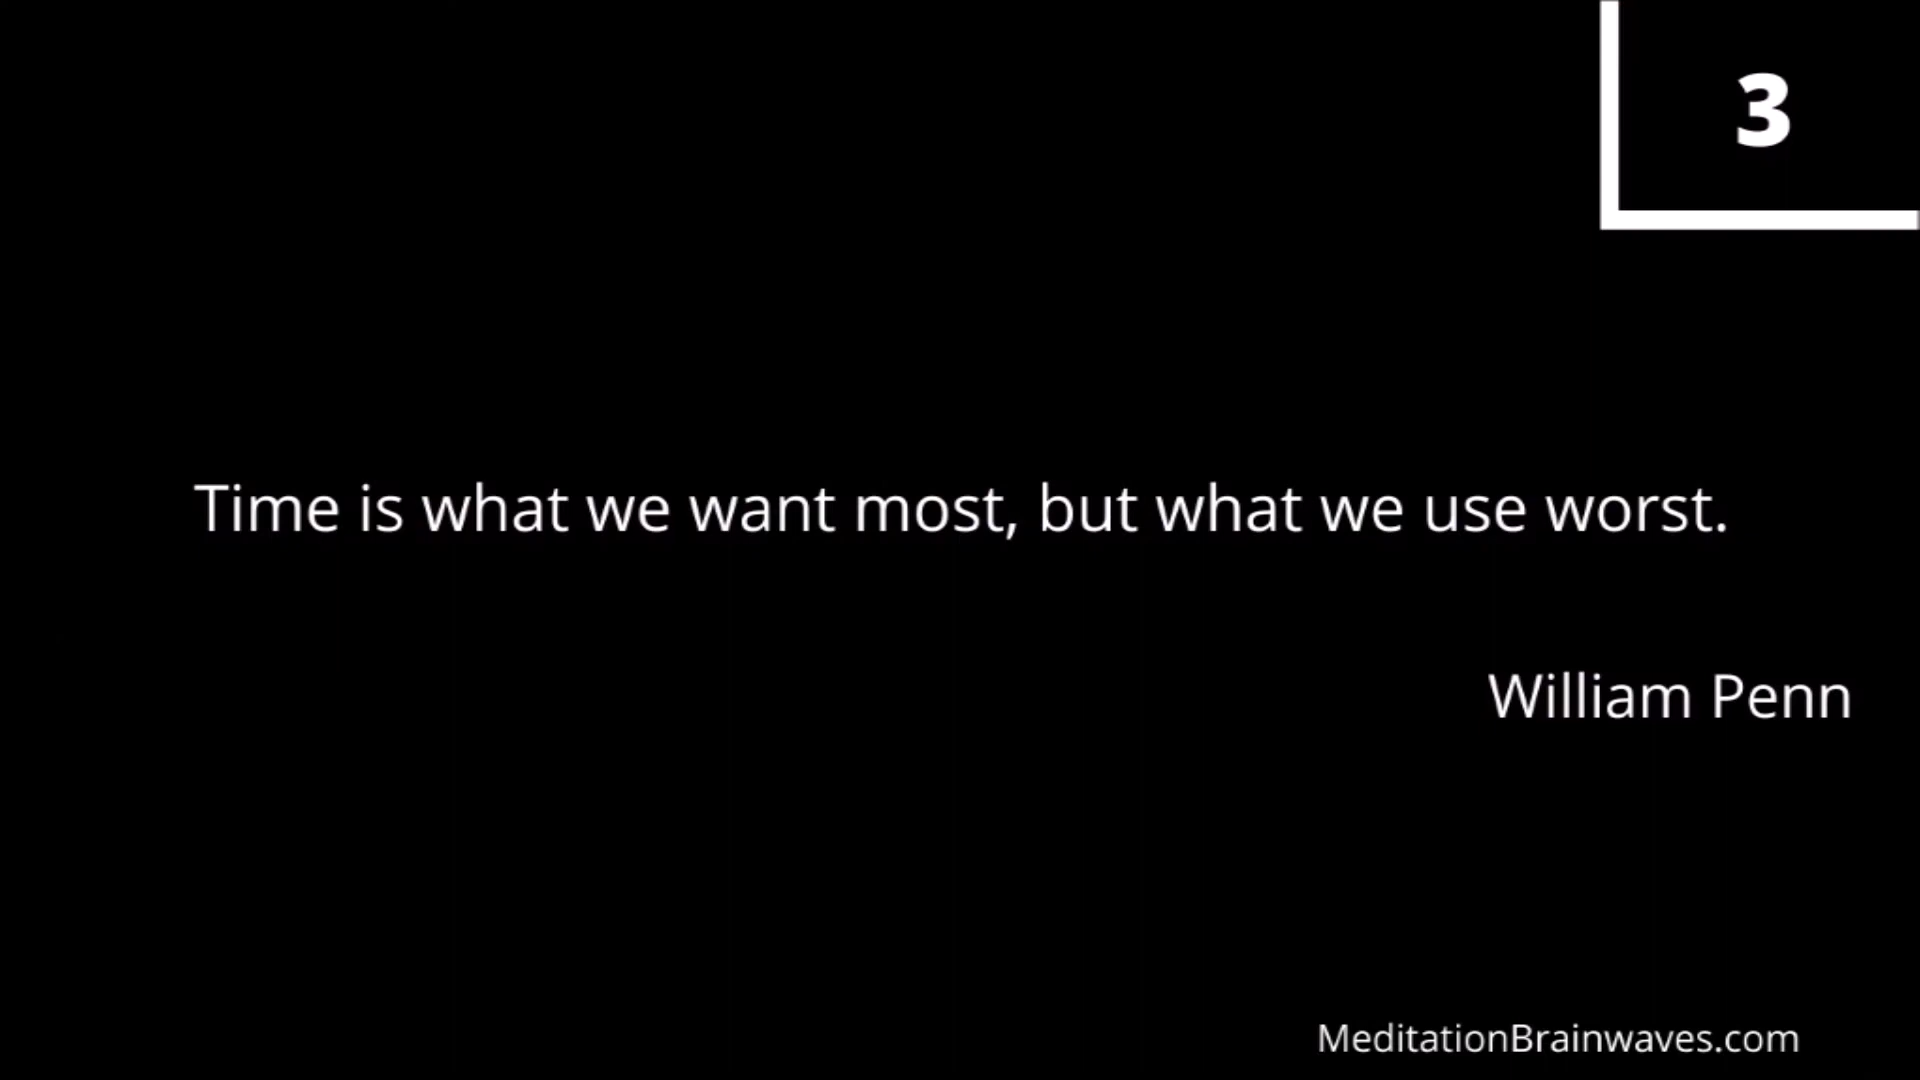 3
Time is what we want most, but what we use worst.
William Penn
MeditationBrainwaves.com